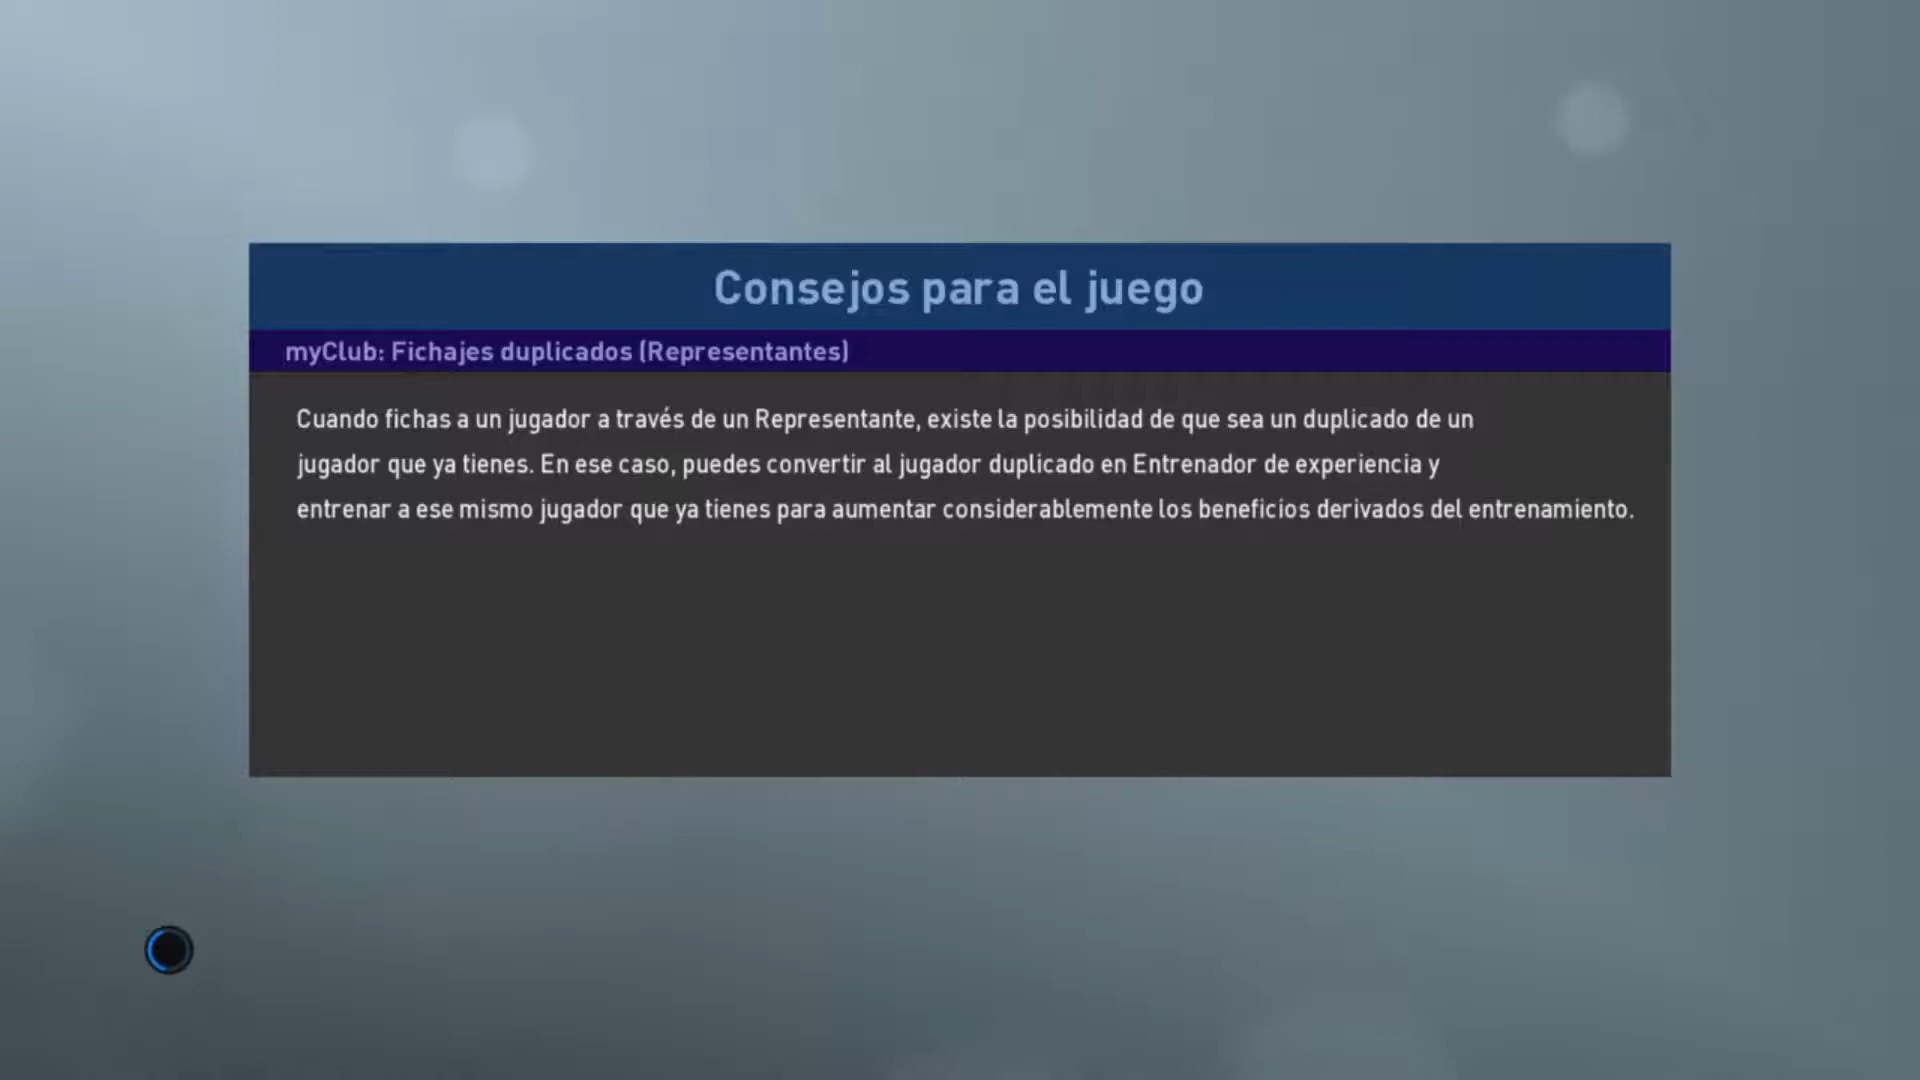 Consejos para el juego
myClub: Fichajes duplicados (Representantes)
Cuando fichas a un jugador a través de un Representante, existe la posibilidad de que sea un duplicado de un
jugador que ya tienes. En ese caso, puedes convertir al jugador duplicado en Entrenador de experiencia y
entrenar a ese mismo jugador que ya tienes para aumentar considerablemente los beneficios derivados del entrenamiento.